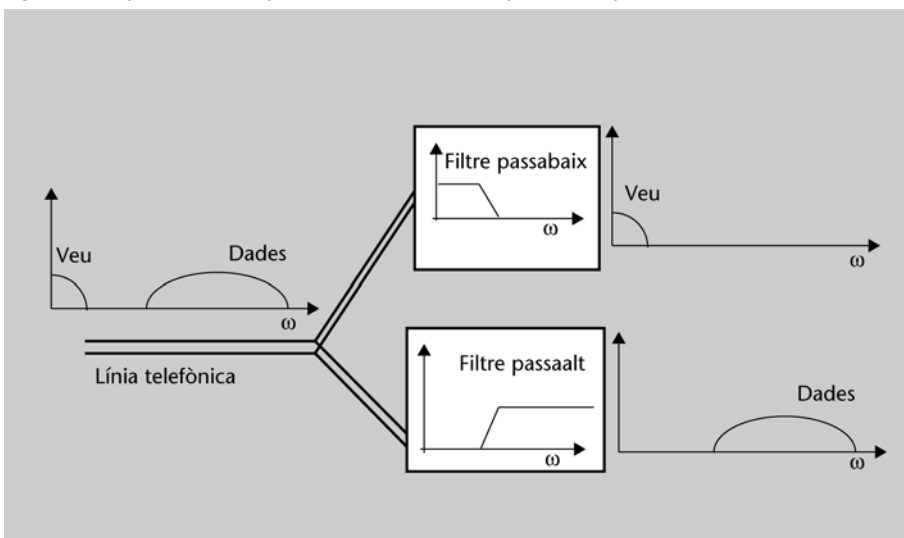 Veu
Dades
ω
Línia telefònica
Filtre passabaix
ω
Veu
ω
Filtre passaalt
ω
Dades
ω